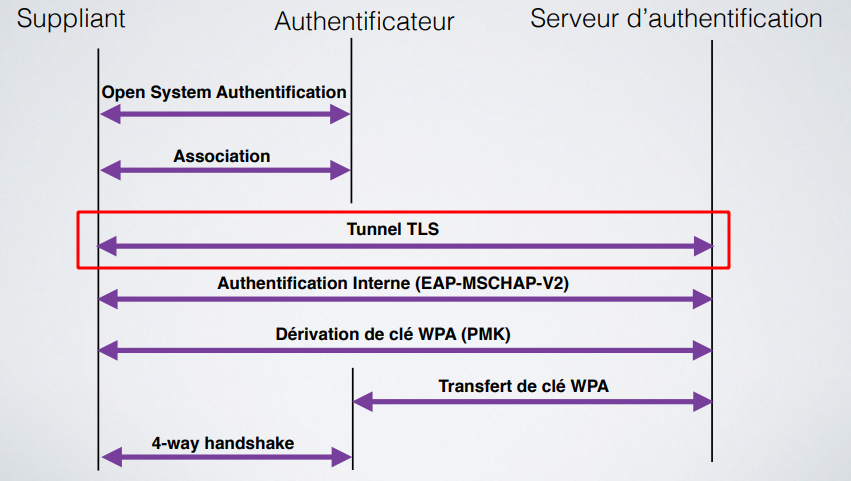 Suppliant
Authentificateur
Serveur d'authentification
Open System Authentification
Association
Tunnel TLS
Authentification Interne (EAP-MSCHAP-V2)
Dérivation de clé WPA (PMK)
Transfert de clé WPA
4-way handshake